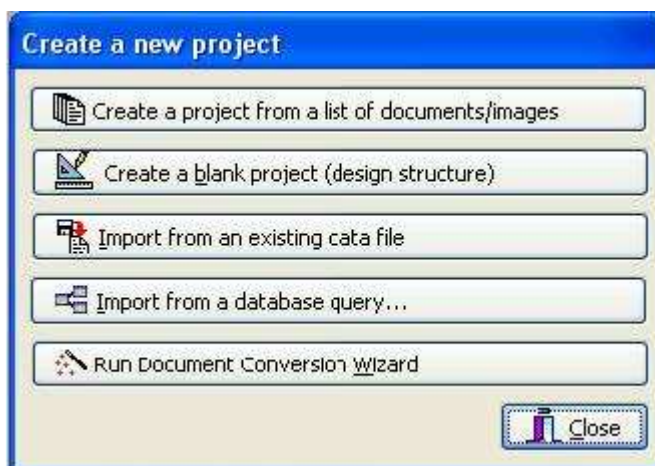 Create a new project
Create a project from a list of documents/images
Create a blank project (design structure)
Import from an existing cata file
Import from a database query...
Run Document Conversion Wizard
Close